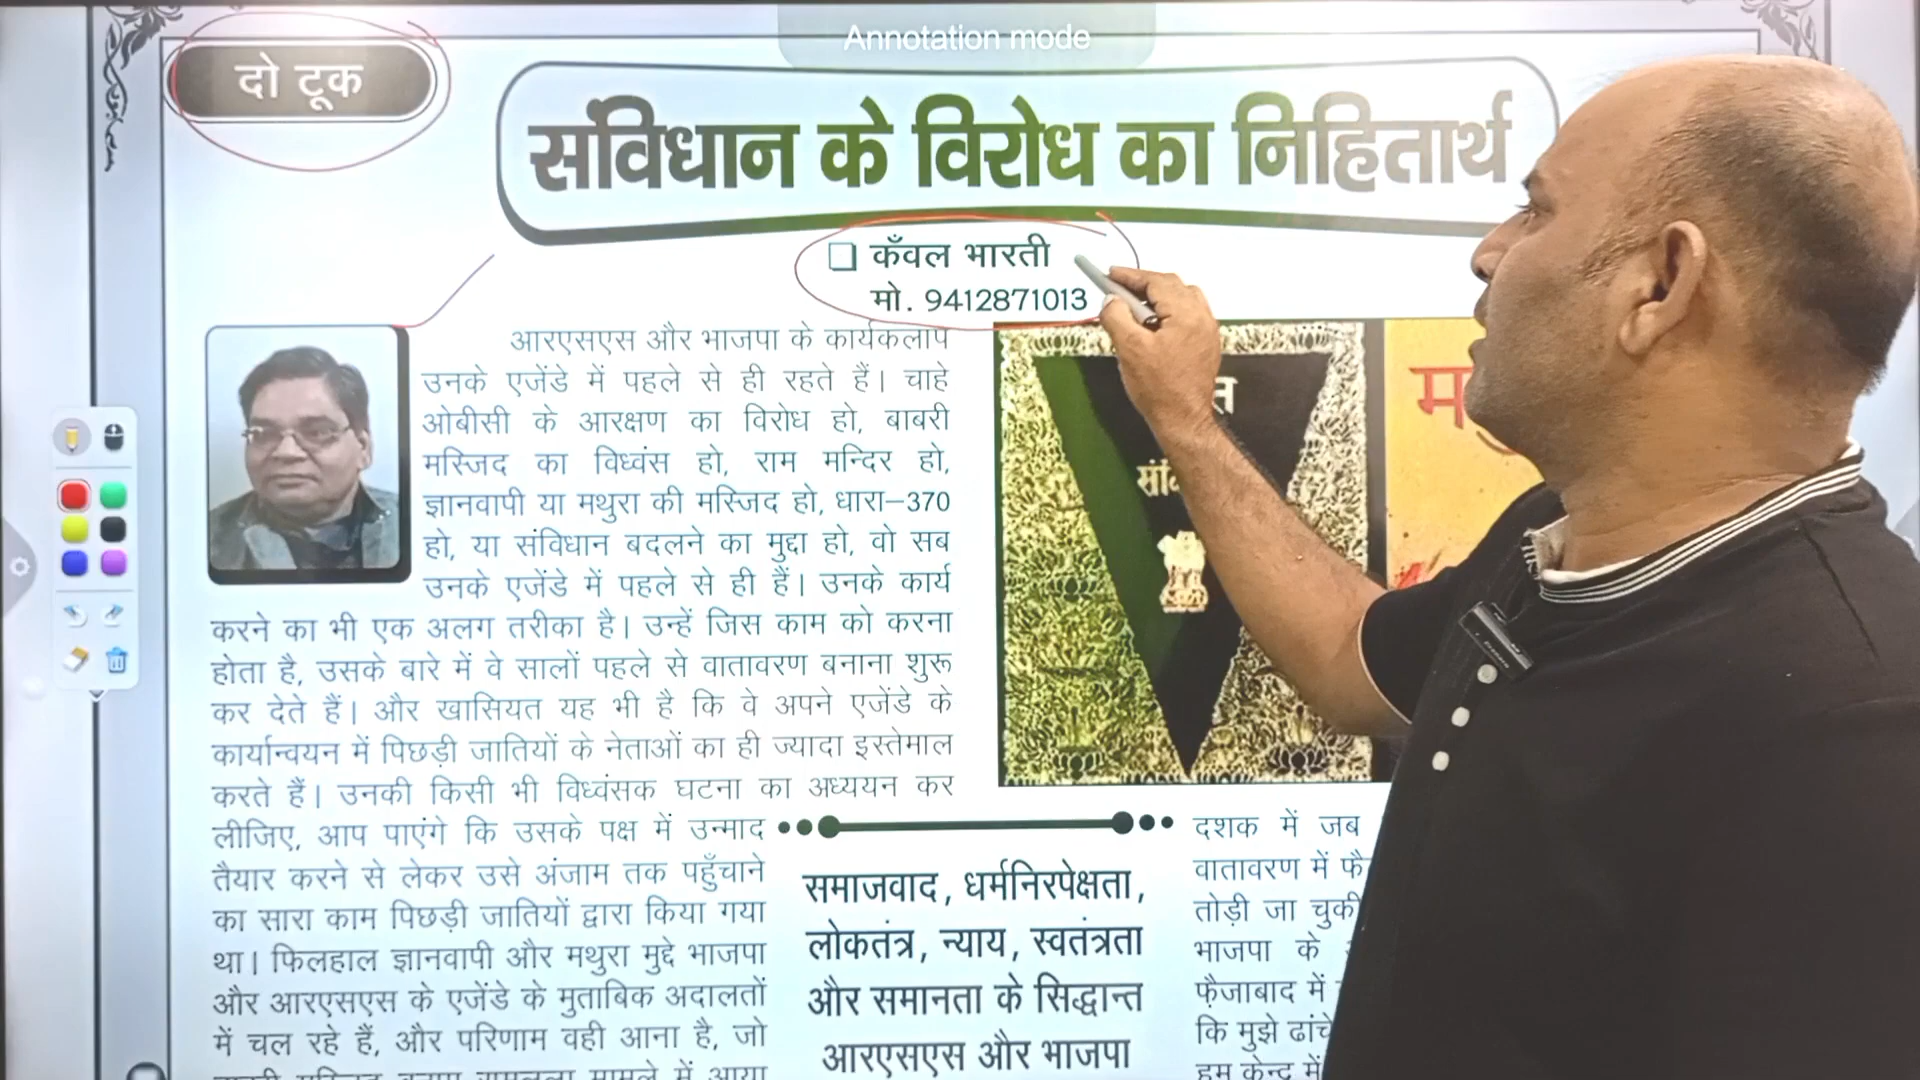 Annotation mode
दो टूक
संविधान के विरोध का निहितार्थ
❑ कँवल भारती
मो. 9412871013
आरएसएस और भाजपा के कार्यकलाप
उनके एजेंडे में पहले से ही रहते हैं। चाहे
ओबीसी के आरक्षण का विरोध हो, बाबरी
मस्जिद का विध्वंस हो, राम मन्दिर हो,
ज्ञानवापी या मथुरा की मस्जिद हो, धारा–370
हो, या संविधान बदलने का मुद्दा हो, वो सब
उनके एजेंडे में पहले से ही हैं। उनके कार्य
करने का भी एक अलग तरीका है। उन्हें जिस काम को करना
होता है, उसके बारे में वे सालों पहले से वातावरण बनाना शुरू
कर देते हैं। और खासियत यह भी है कि वे अपने एजेंडे के
कार्यान्वयन में पिछड़ी जातियों के नेताओं का ही ज्यादा इस्तेमाल
करते हैं। उनकी किसी भी विध्वंसक घटना का अध्ययन कर
लीजिए, आप पाएंगे कि उसके पक्ष में उन्माद
तैयार करने से लेकर उसे अंजाम तक पहुँचाने
का सारा काम पिछड़ी जातियों द्वारा किया गया
था। फिलहाल ज्ञानवापी और मथुरा मुद्दे भाजपा
और आरएसएस के एजेंडे के मुताबिक अदालतों
में चल रहे हैं, और परिणाम वही आना है, जो
समाजवाद, धर्मनिरपेक्षता,
लोकतंत्र, न्याय, स्वतंत्रता
और समानता के सिद्धान्त
आरएसएस और भाजपा
दशक में जब
वातावरण में
तोड़ी जा चुकी
भाजपा के
फ़ैजाबाद में
कि मुझे ढांचे
हम केन्द्र में